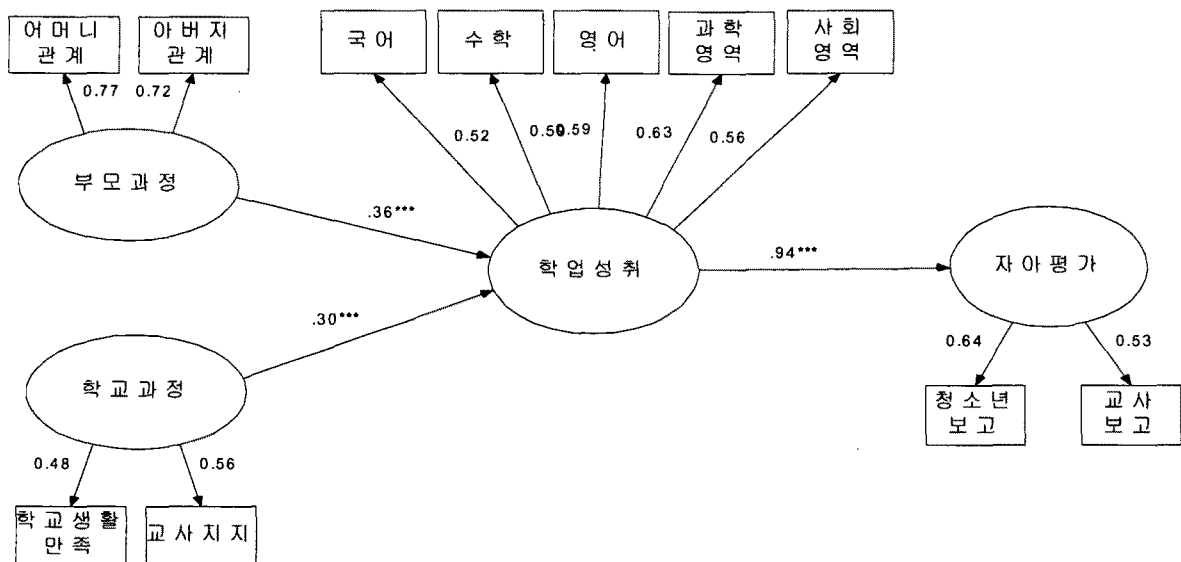 어머니
관계
아버지
관계
국어
수학
영어
과학
영역
사회
영역
0.77
0.72
0.52
0.59
0.63
0.56
부모과정
.36***
학업성취
.94***
자아평가
.30***
학교과정
0.64
0.53
청소년
보고
교사
보고
0.48
0.56
학교생활
만족
교사지지